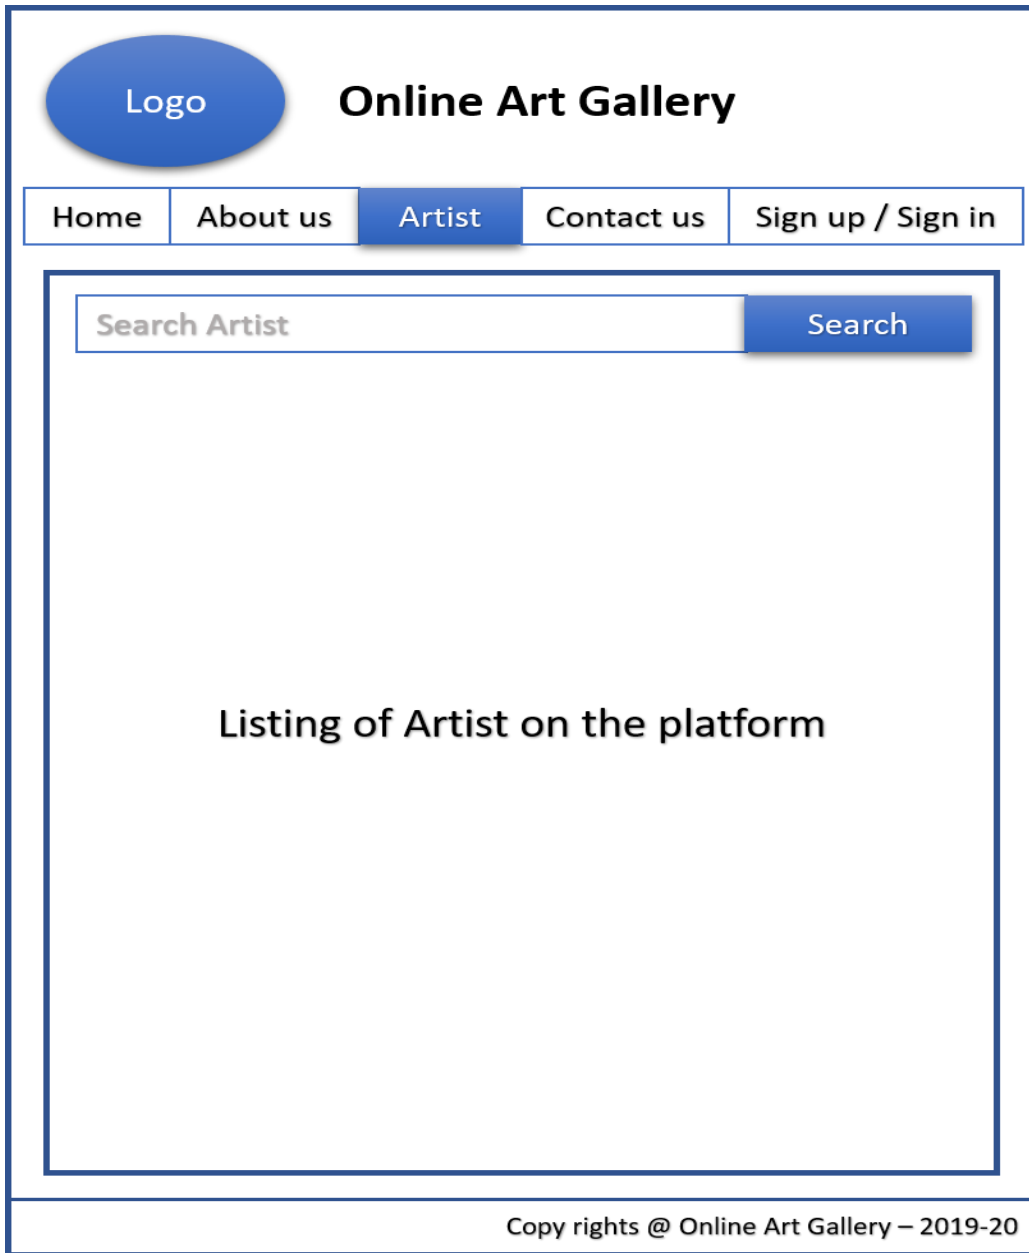 Logo
Online Art Gallery
Home About us Artist Contact us Sign up / Sign in
Search Artist Search
Listing of Artist on the platform
Copy rights @ Online Art Gallery – 2019-20